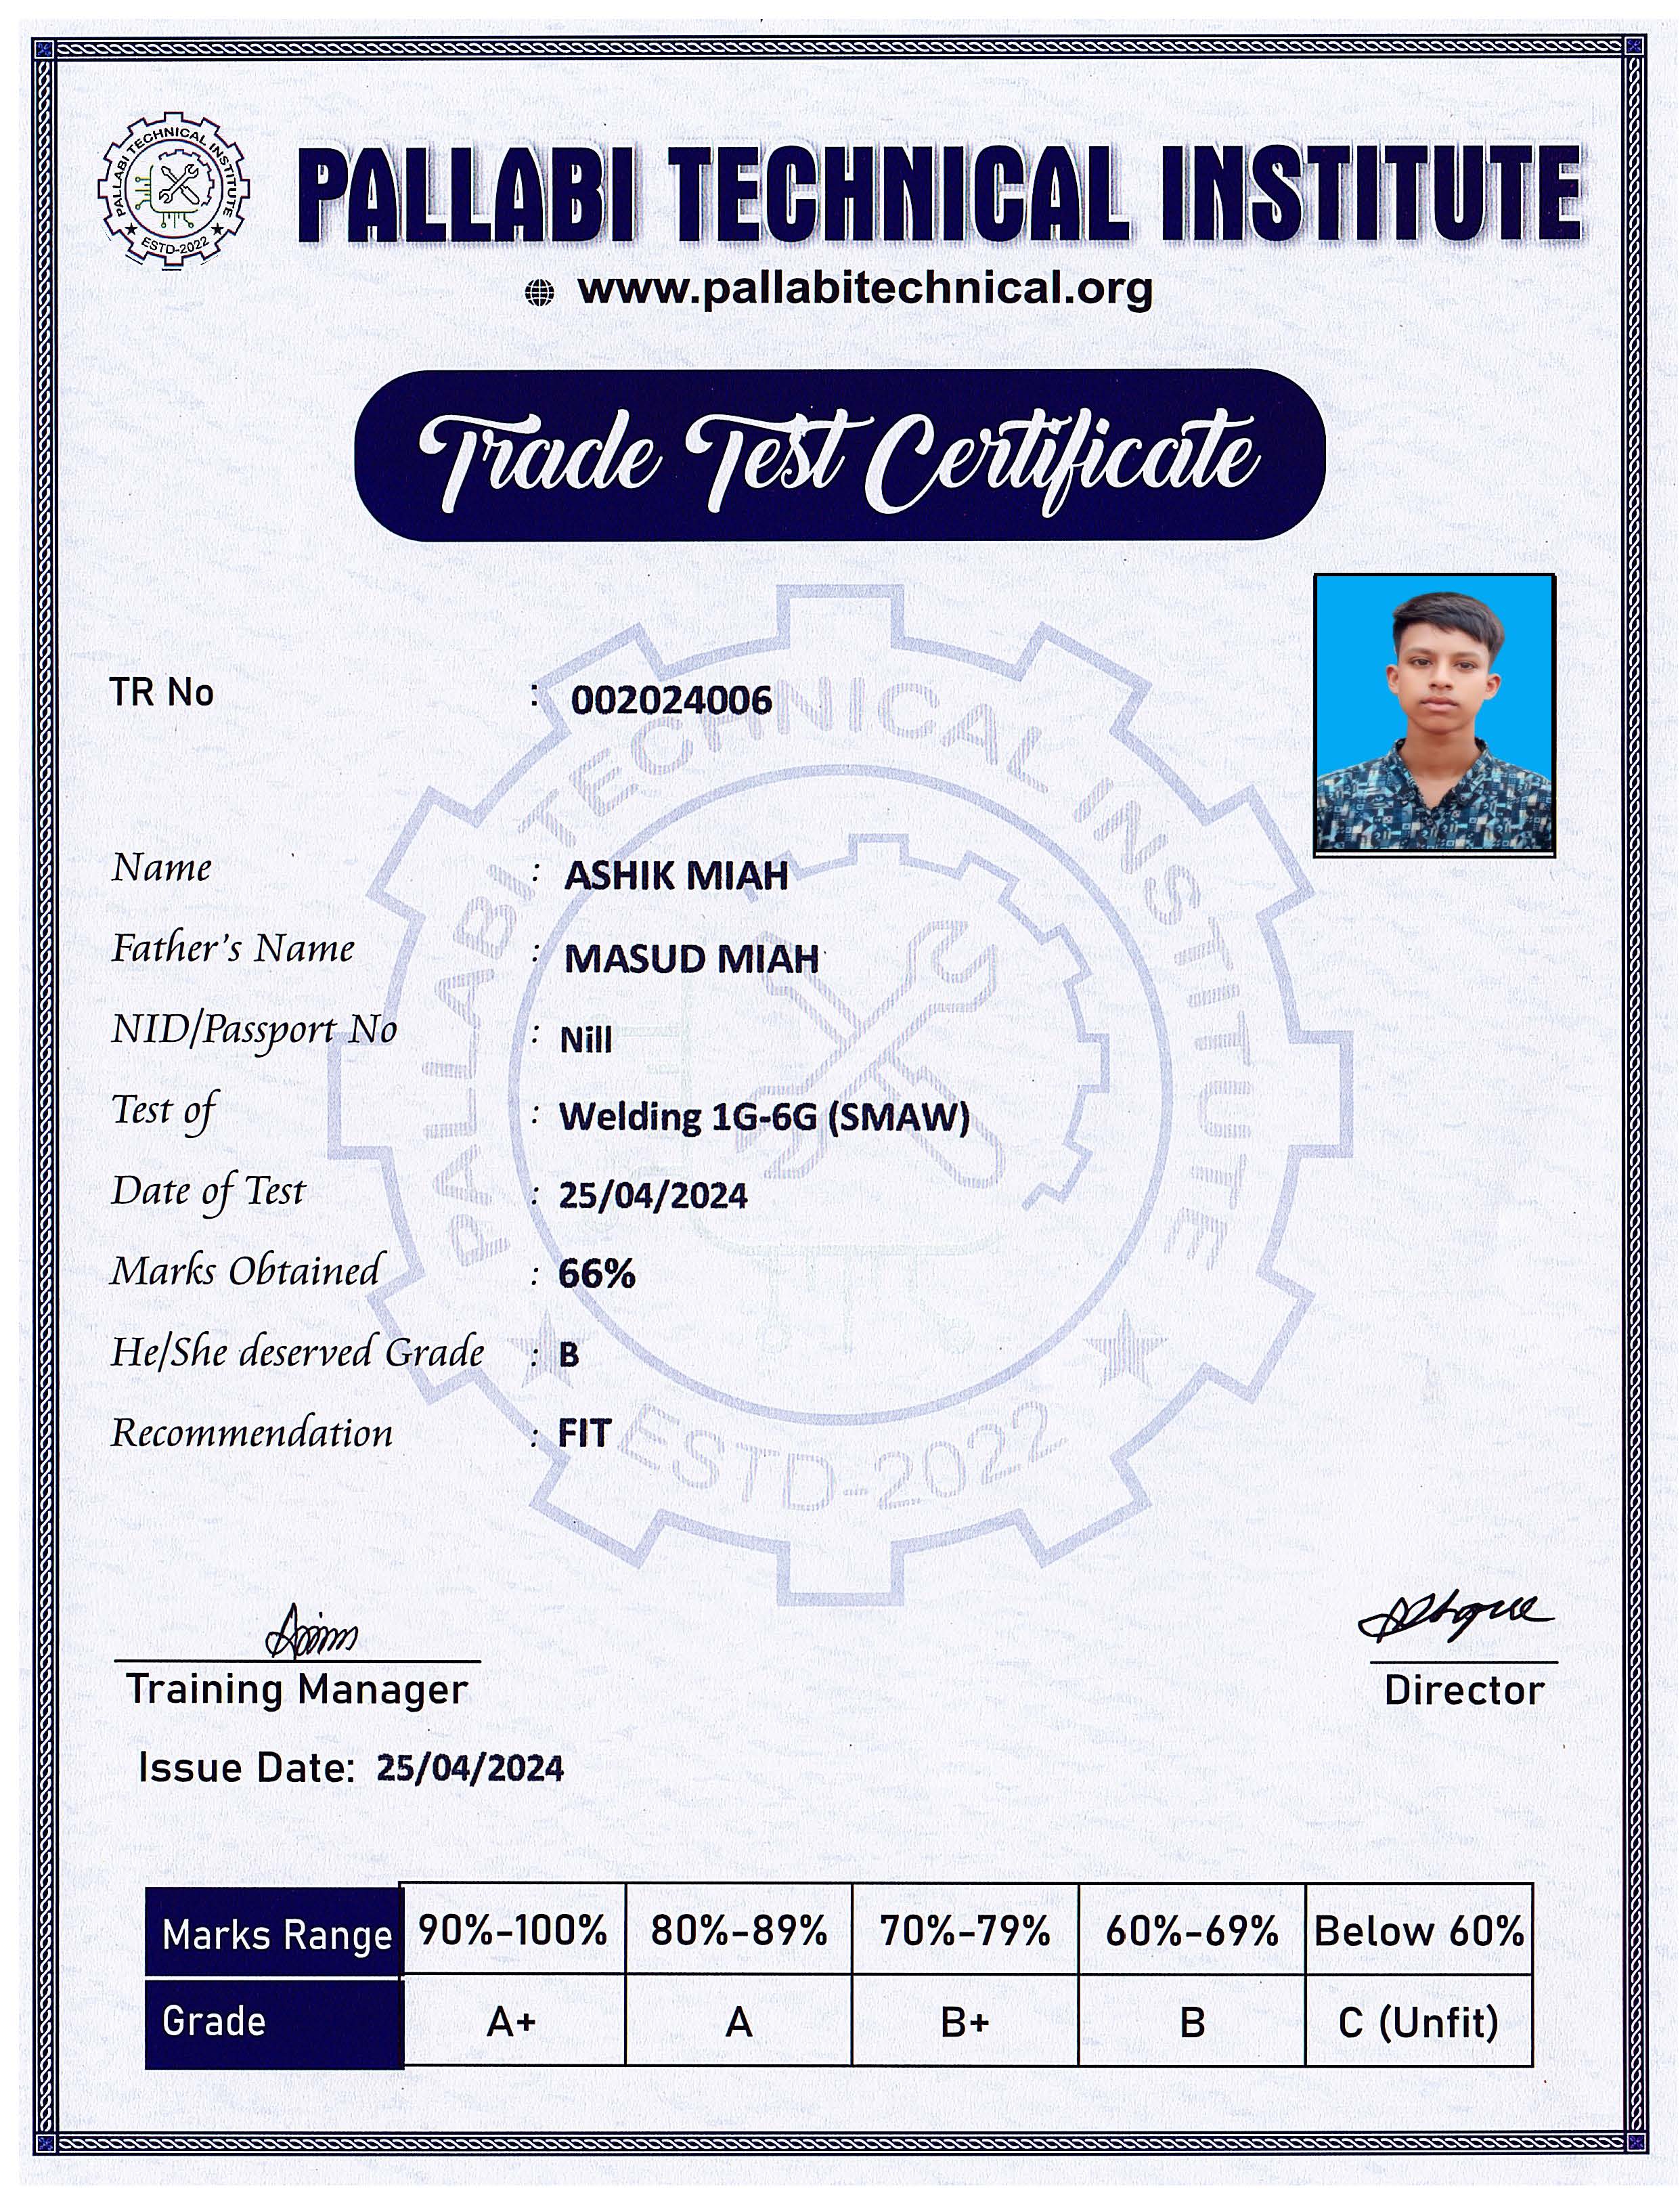 PALLABI TECHNICAL INSTITUTE
ESTD-2022
PALLABI TECHNICAL INSTITUTE
www.pallabitechnical.org
Trade Test Certificate
TR No : 002024006
Name : ASHIK MIAH
Father's Name : MASUD MIAH
NID/Passport No : Nill
Test of : Welding 1G-6G (SMAW)
Date of Test : 25/04/2024
Marks Obtained : 66%
He/She deserved Grade : B
Recommendation : FIT
PALLABI TECHNICAL INSTITUTE
ESTD-2022
Training Manager Director
Issue Date: 25/04/2024
Marks Range 90%-100% 80%-89% 70%-79% 60%-69% Below 60%
Grade A+ A B+ B C (Unfit)